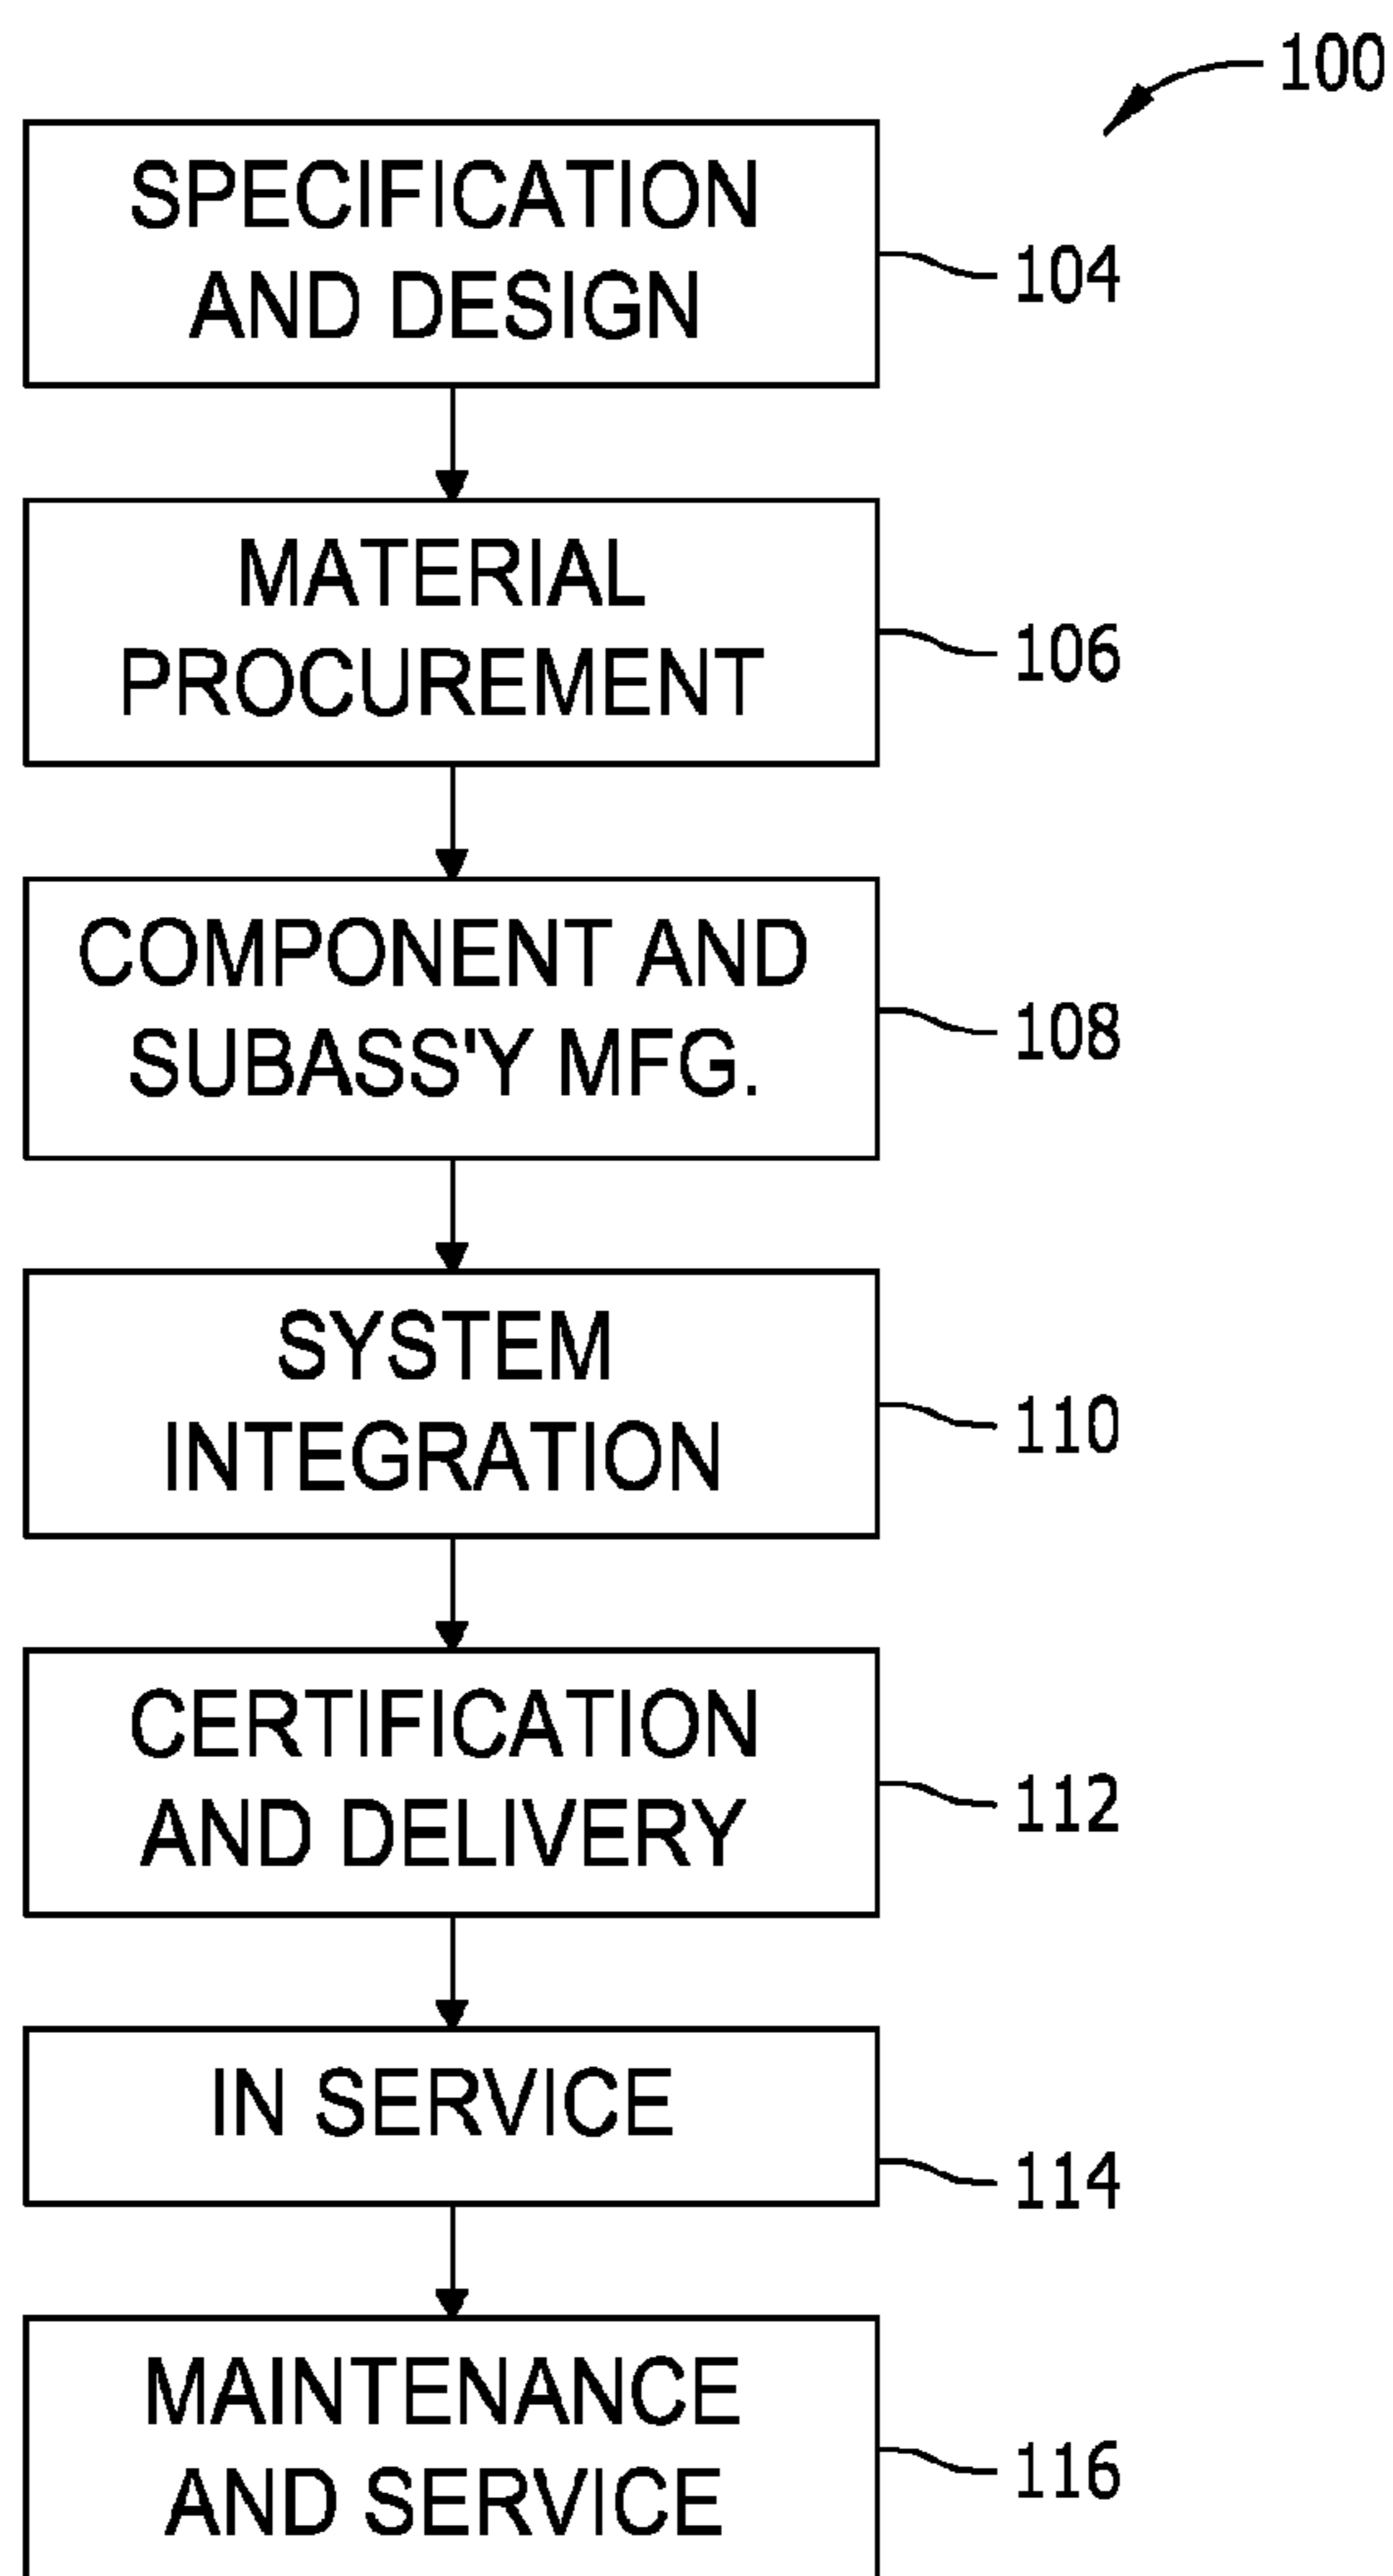 100
SPECIFICATION
AND DESIGN
104
MATERIAL
PROCUREMENT
106
COMPONENT AND
SUBASS'Y MFG.
108
SYSTEM
INTEGRATION
110
CERTIFICATION
AND DELIVERY
112
IN SERVICE
114
MAINTENANCE
AND SERVICE
116